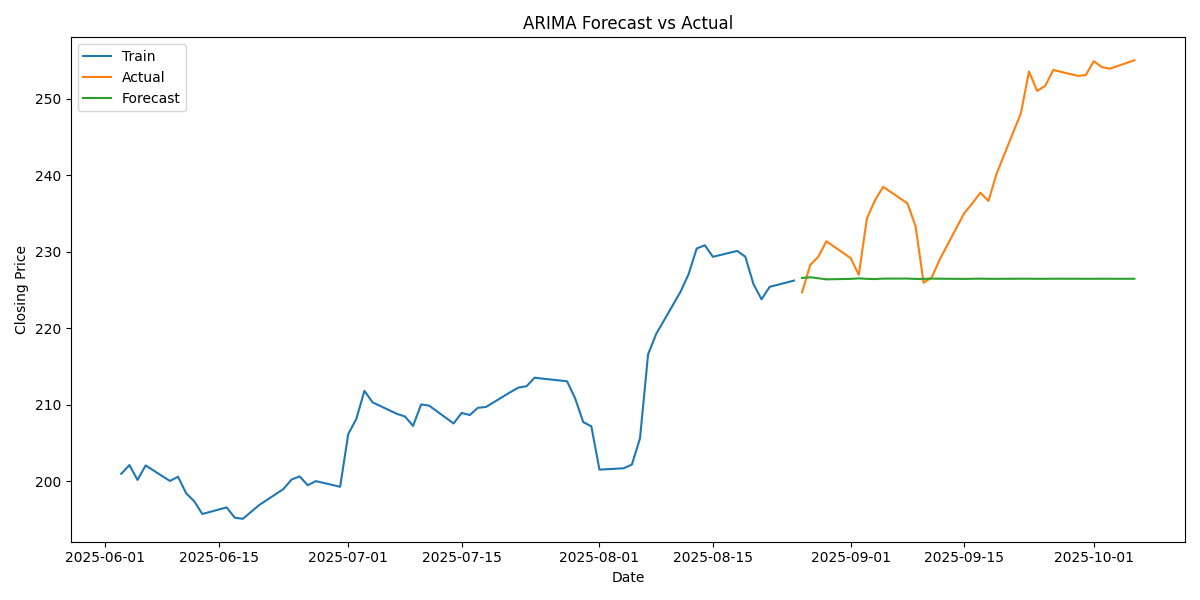 ARIMA Forecast vs Actual
Train
Actual
Forecast
Closing Price
250
240
230
220
210
200
2025-06-01
2025-06-15
2025-07-01
2025-07-15
2025-08-01
2025-08-15
2025-09-01
2025-09-15
2025-10-01
Date